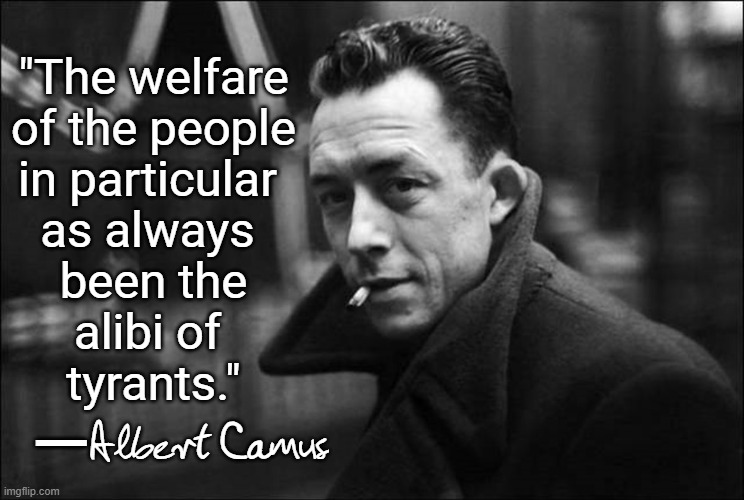 "The welfare
of the people
in particular
as always
been the
alibi of
tyrants."
—Albert Camus
imgflip.com